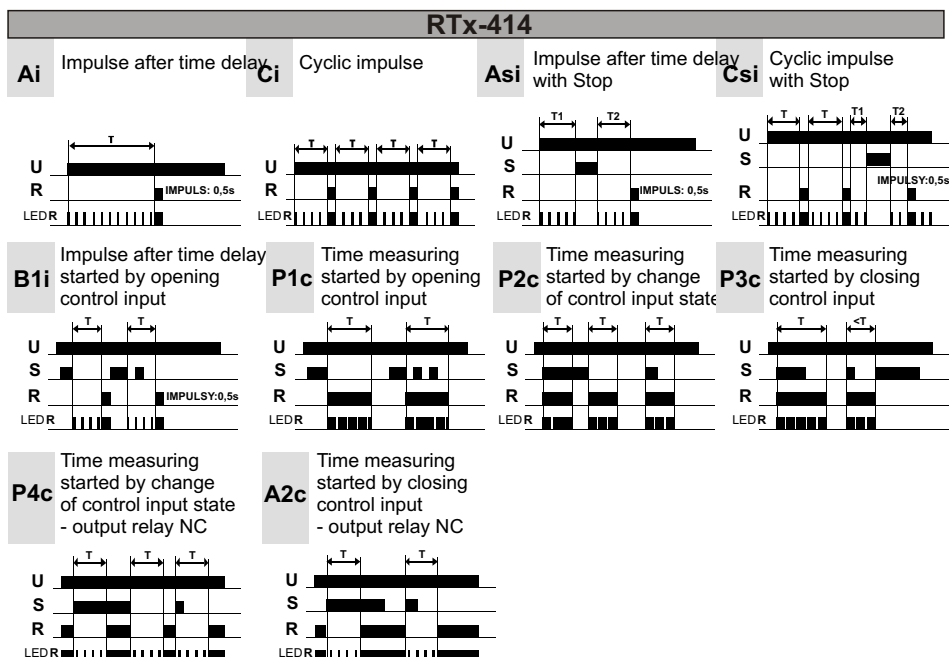 RTx-414
Ai
Impulse after time delay
Ci
Cyclic impulse
Asi
Impulse after time delay
with Stop
Csi
Cyclic impulse
with Stop
T
U
R
IMPULS: 0,5s
LED R
T T T T
U
R
LED R
T1 T2
U
S
R
IMPULS: 0,5s
LED R
T T T1 T2
U
S
R
IMPULSY:0,5s
LED R
B1i
Impulse after time delay
started by opening
control input
P1c
Time measuring
started by opening
control input
P2c
Time measuring
started by change
of control input state
P3c
Time measuring
started by closing
control input
T T
U
S
R
IMPULSY:0,5s
LED R
T T
U
S
R
LED R
T T T
U
S
R
LED R
T <T
U
S
R
LED R
P4c
Time measuring
started by change
of control input state
- output relay NC
A2c
Time measuring
started by closing
control input
- output relay NC
T T T
U
S
R
LED R
T T
U
S
R
LED R